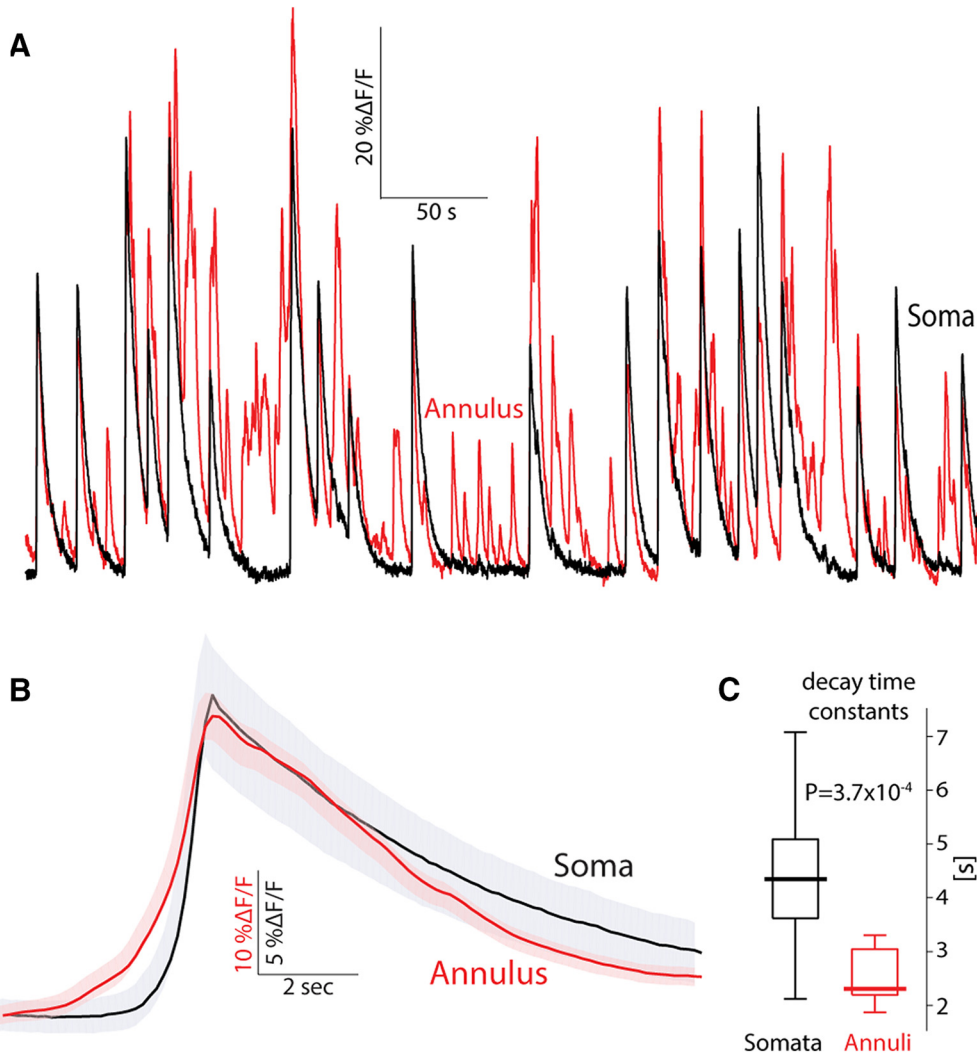 A
20 %ΔF/F
50 s
Soma
Annulus
B
10 %ΔF/F
5 %ΔF/F
2 sec
Soma
Annulus
C
decay time
constants
P=3.7x10⁻⁴
7
6
5
4
3
2
[s]
Somata
Annuli